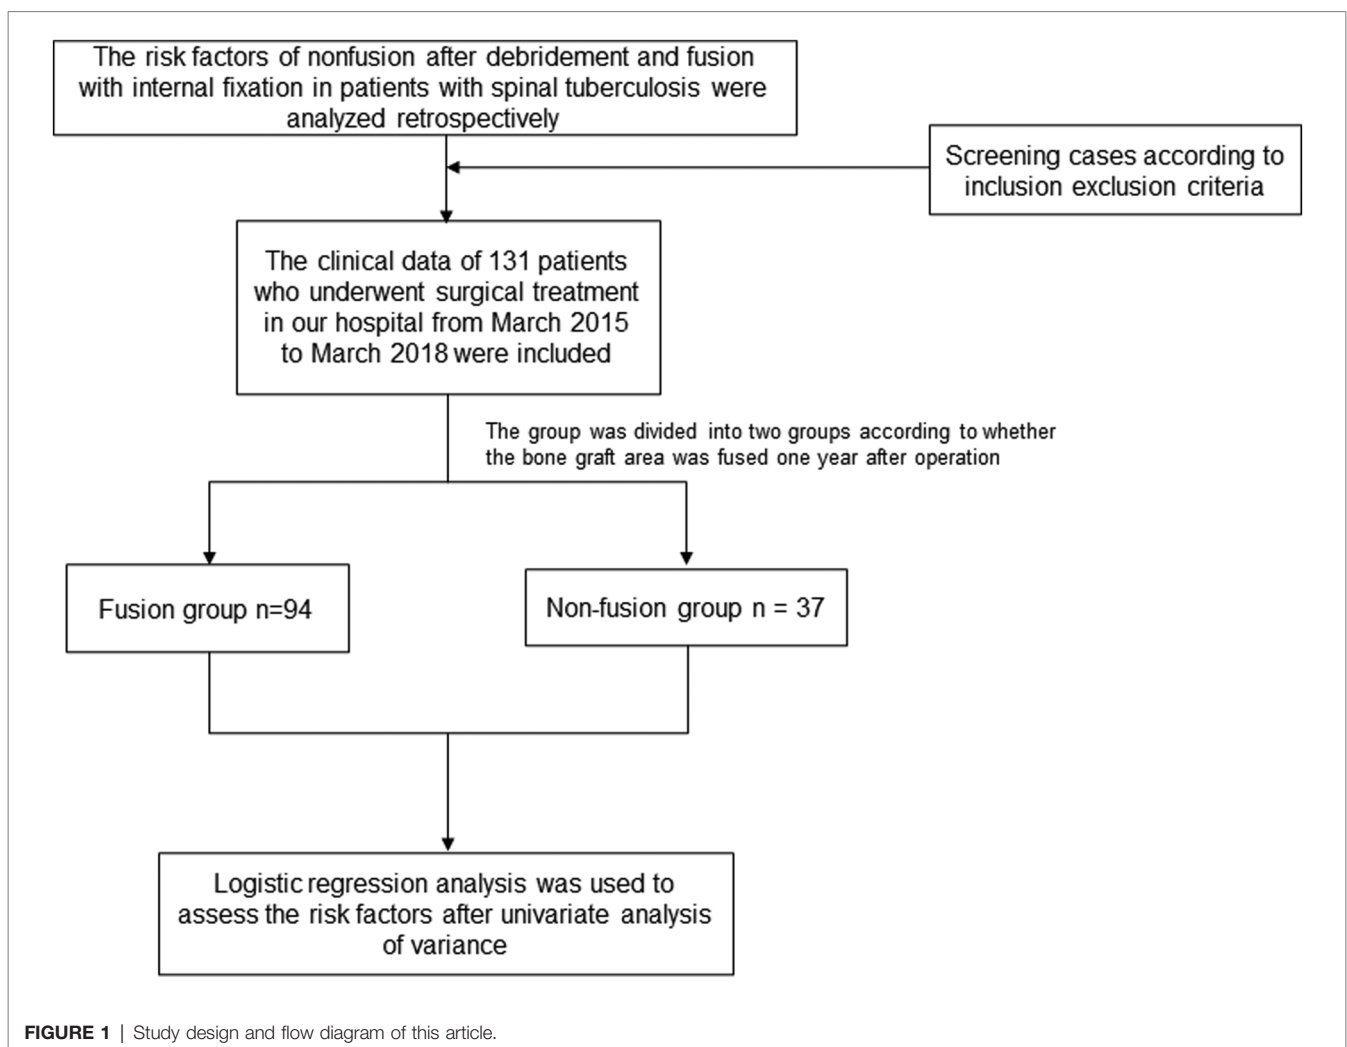 The risk factors of nonfusion after debridement and fusion
with internal fixation in patients with spinal tuberculosis were
analyzed retrospectively
Screening cases according to
inclusion exclusion criteria
The clinical data of 131 patients
who underwent surgical treatment
in our hospital from March 2015
to March 2018 were included
The group was divided into two groups according to whether
the bone graft area was fused one year after operation
Fusion group n=94
Non-fusion group n = 37
Logistic regression analysis was used to
assess the risk factors after univariate analysis
of variance
FIGURE 1 | Study design and flow diagram of this article.